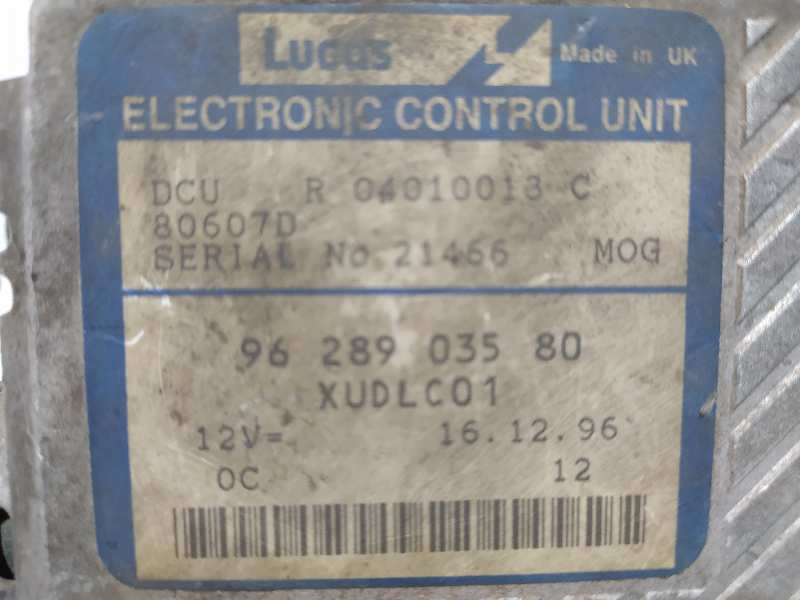 Lucas
Made in UK
ELECTRONIC CONTROL UNIT
DCU R 04010013 C
80607D
SERIAL No 21466 MOG
96 289 035 80
XUDLC01
12V= 16.12.96
OC 12